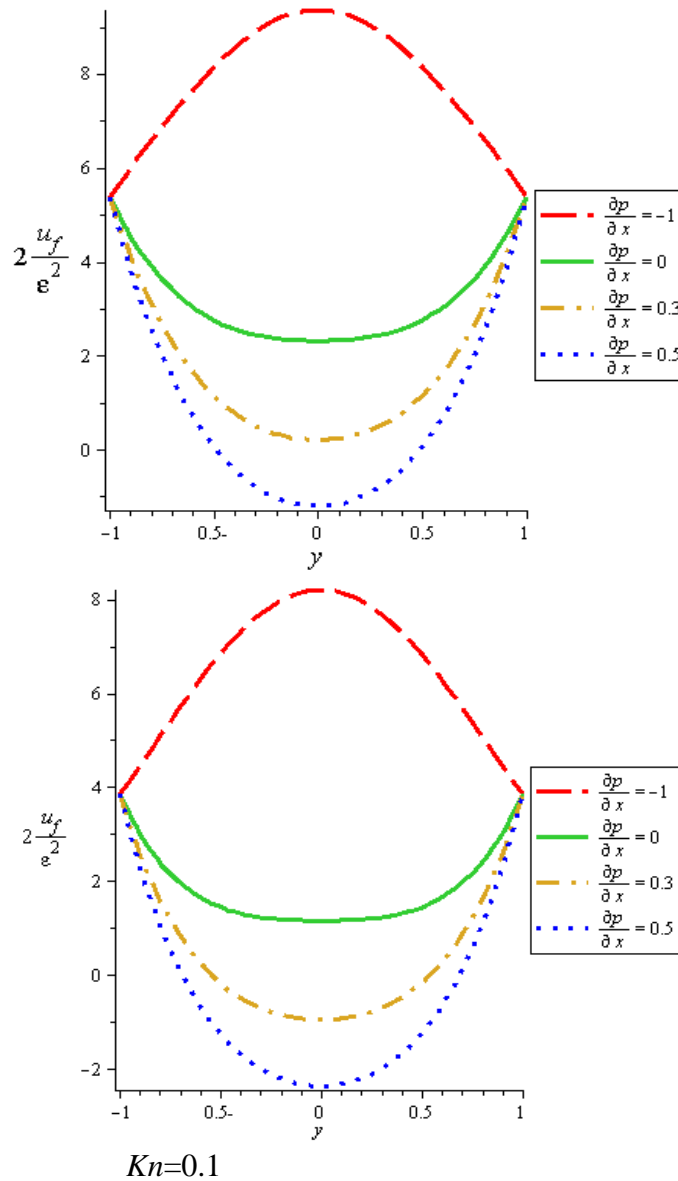 8
6
4
2
0
2 u_f/ε²
−1
0.5-
0
0.5
1
y
∂p/∂x = −1
∂p/∂x = 0
∂p/∂x = 0.3
∂p/∂x = 0.5
8
6
4
2
0
−2
2 u_f/ε²
−1
0.5-
0
0.5
1
y
∂p/∂x = −1
∂p/∂x = 0
∂p/∂x = 0.3
∂p/∂x = 0.5
Kn=0.1